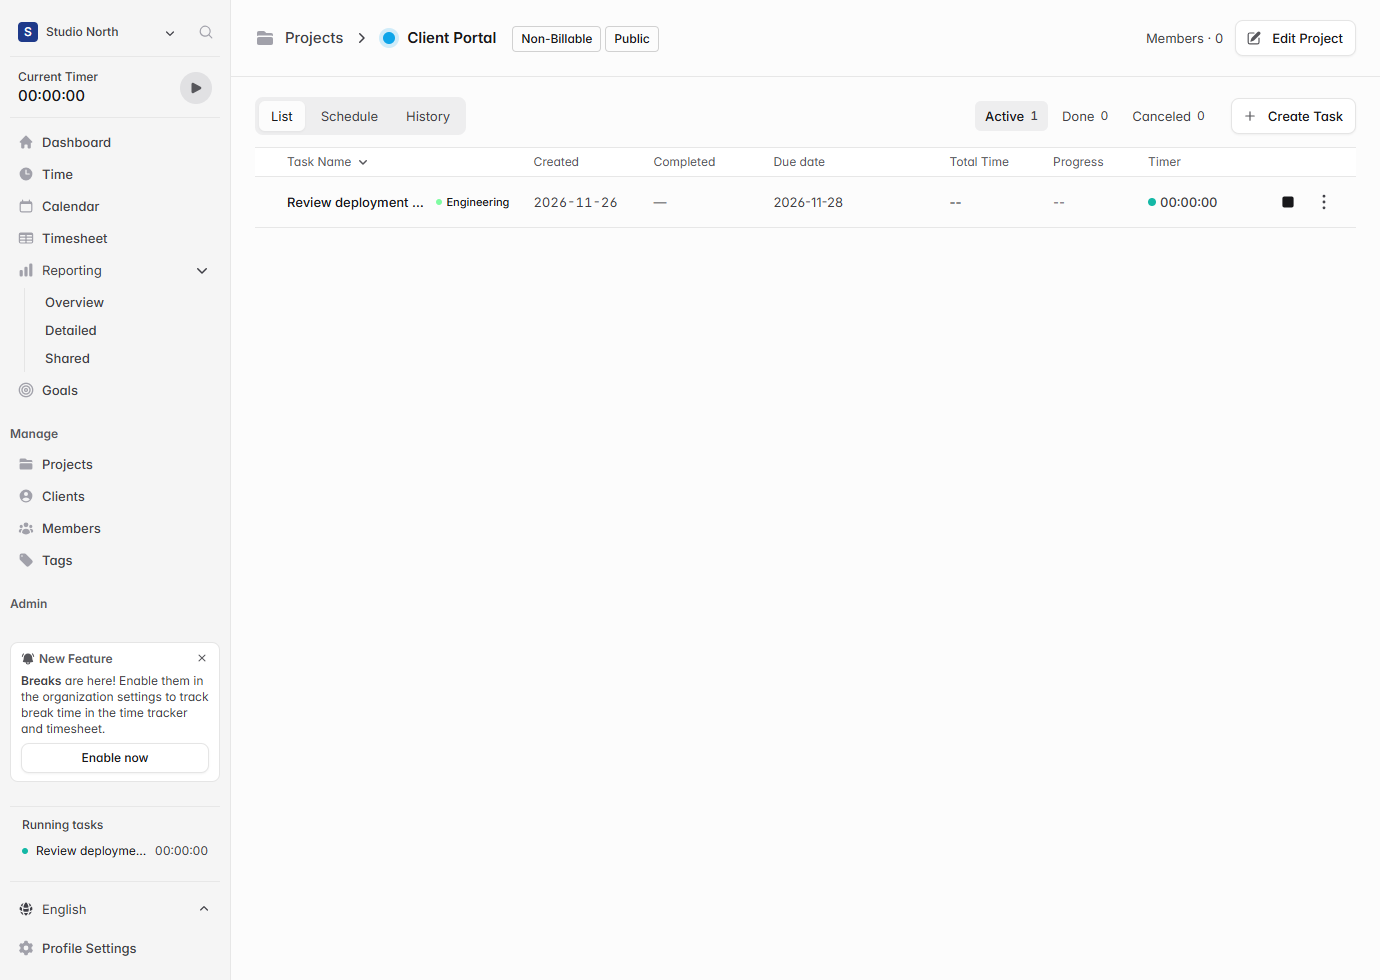 S Studio North
Current Timer
00:00:00
Dashboard
Time
Calendar
Timesheet
Reporting
Overview
Detailed
Shared
Goals
Manage
Projects
Clients
Members
Tags
Admin
New Feature
Breaks are here! Enable them in
the organization settings to track
break time in the time tracker
and timesheet.
Enable now
Running tasks
Review deployme... 00:00:00
English
Profile Settings
Projects > Client Portal Non-Billable Public Members · 0 Edit Project
List Schedule History Active 1 Done 0 Canceled 0 + Create Task
Task Name Created Completed Due date Total Time Progress Timer
Review deployment ... Engineering 2026-11-26 — 2026-11-28 -- -- 00:00:00